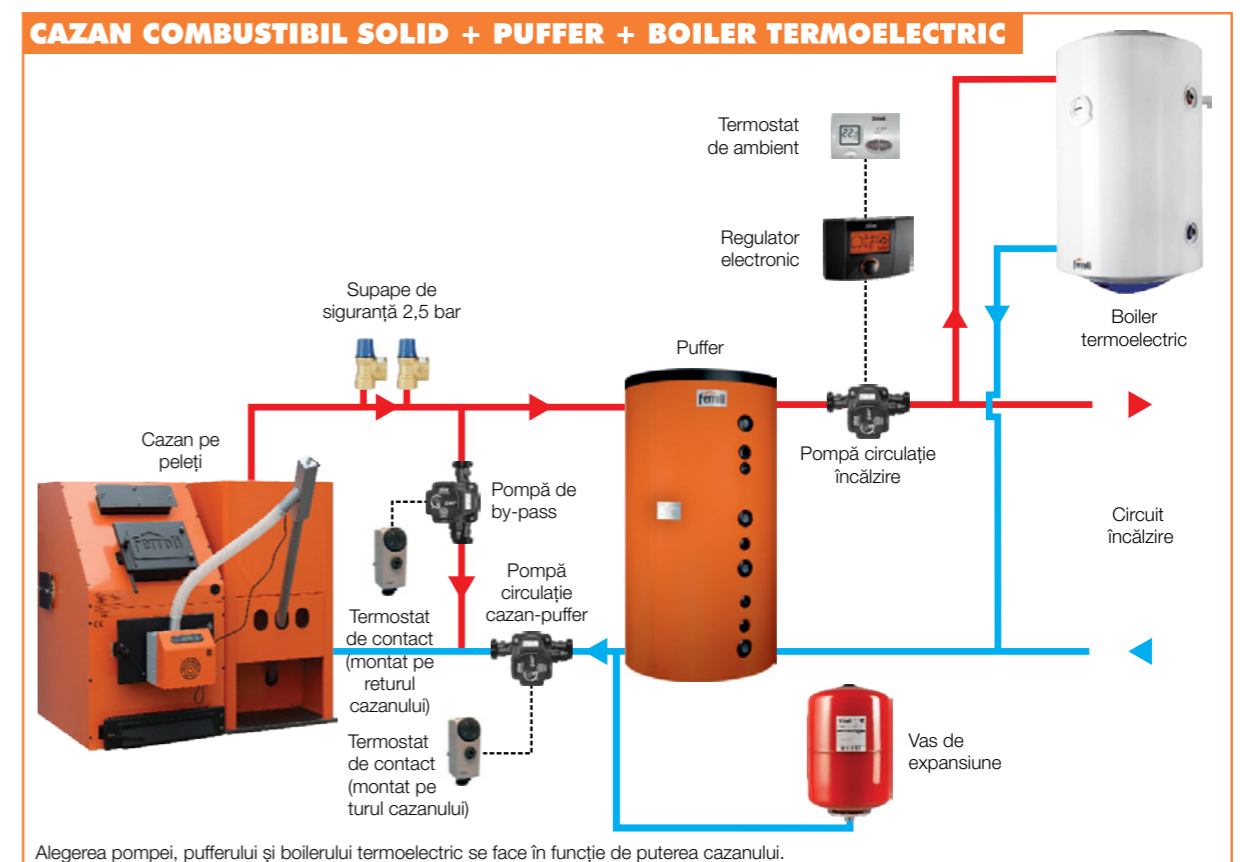 CAZAN COMBUSTIBIL SOLID + PUFFER + BOILER TERMOELECTRIC
Termostat
de ambient
Regulator
electronic
Supape de
siguranță 2,5 bar
Boiler
termoelectric
Puffer
ferroli
ferroli
Cazan pe
peleți
Pompă circulație
încălzire
Pompă de
by-pass
Circuit
încălzire
Ferroli
Pompă
circulație
cazan-puffer
Termostat
de contact
(montat pe
returul
cazanului)
Termostat
de contact
(montat pe
turul cazanului)
Vas de
expansiune
Alegerea pompei, pufferului și boilerului termoelectric se face în funcție de puterea cazanului.